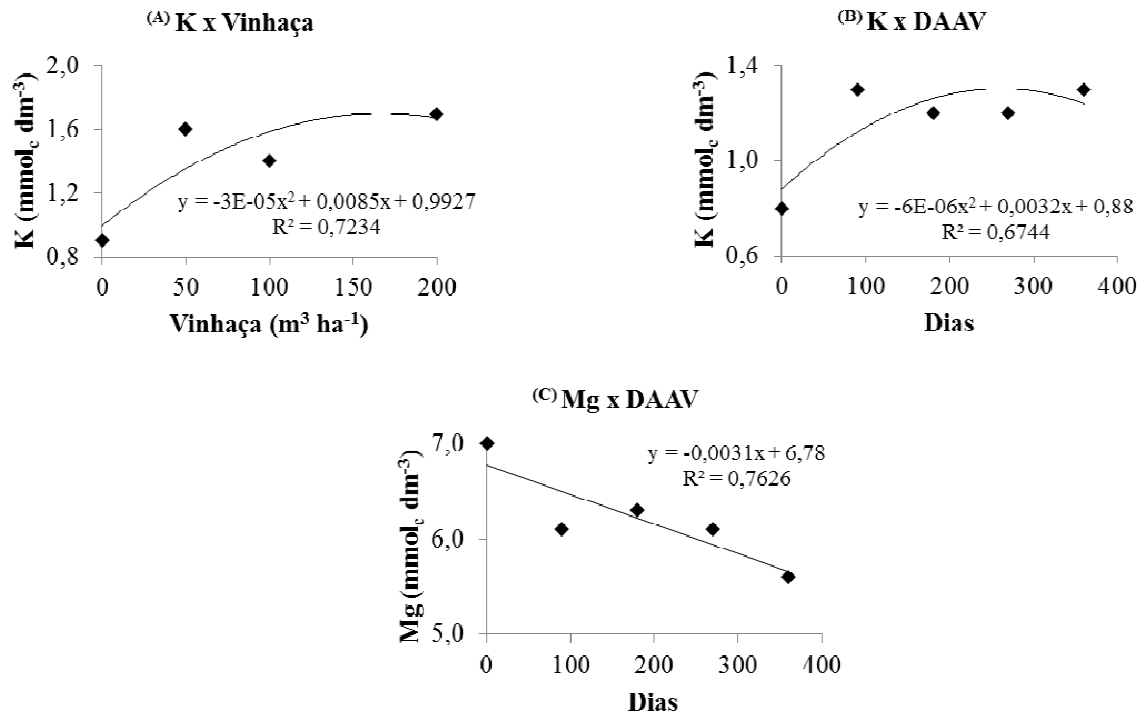 (A) K x Vinhaça
K (mmolc dm-3)
2,0
1,6
1,2
0,8
y = -3E-05x² + 0,0085x + 0,9927
R² = 0,7234
0 50 100 150 200
Vinhaça (m³ ha-1)
(B) K x DAAV
K (mmolc dm-3)
1,4
1,0
0,6
y = -6E-06x² + 0,0032x + 0,88
R² = 0,6744
0 100 200 300 400
Dias
(C) Mg x DAAV
Mg (mmolc dm-3)
7,0
6,0
5,0
y = -0,0031x + 6,78
R² = 0,7626
0 100 200 300 400
Dias